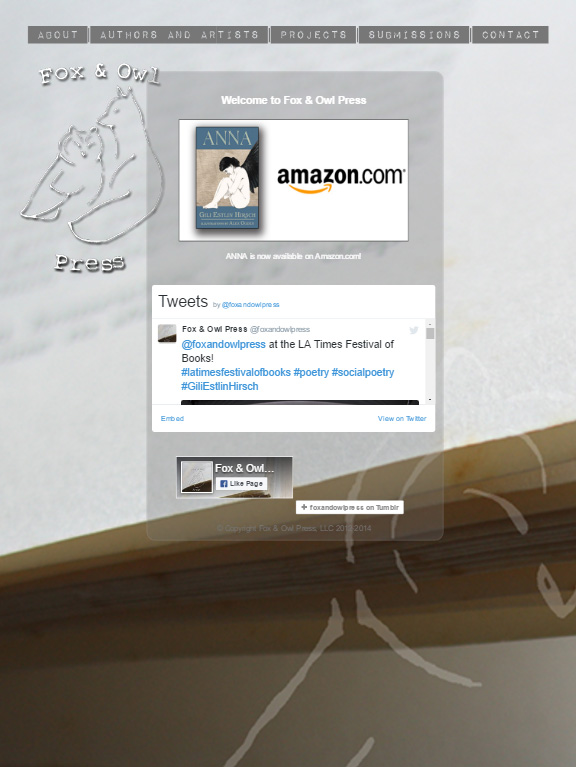 ABOUT
AUTHORS AND ARTISTS
PROJECTS
SUBMISSIONS
CONTACT
Fox & Owl
Press
Welcome to Fox & Owl Press
ANNA
GILI ESTLIN HIRSCH
amazon.com
ANNA is now available on Amazon.com!
Tweets by @foxandowlpress
Fox & Owl Press @foxandowlpress
@foxandowlpress at the LA Times Festival of
Books!
#latimesfestivalofbooks #poetry #socialpoetry
#GiliEstlinHirsch
Embed
View on Twitter
Fox & Owl...
Like Page
foxandowlpress on Tumblr
© Copyright Fox & Owl Press, LLC 2012-2014